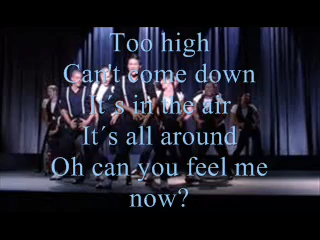 Too high
Can't come down
It´s in the air
It´s all around
Oh can you feel me
now?